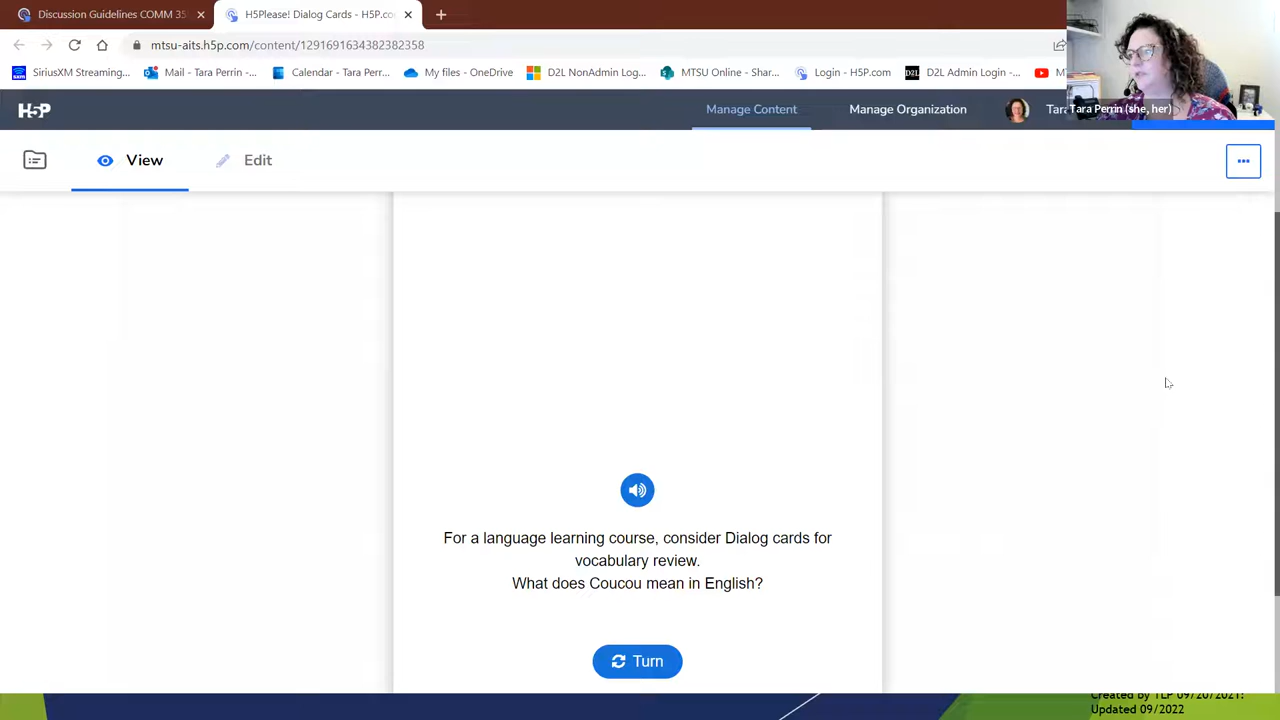 Discussion Guidelines COMM 35
H5Please! Dialog Cards - H5P.co
mtsu-aits.h5p.com/content/1291691634382382358
SiriusXM Streaming...
Mail - Tara Perrin -...
Calendar - Tara Perr...
My files - OneDrive
D2L NonAdmin Log...
MTSU Online - Shar...
Login - H5P.com
D2L Admin Login -...
H5P
Manage Content
Manage Organization
Tara Perrin (she, her)
View
Edit
For a language learning course, consider Dialog cards for
vocabulary review.
What does Coucou mean in English?
Turn
Created by TLP 09/20/2021:
Updated 09/2022